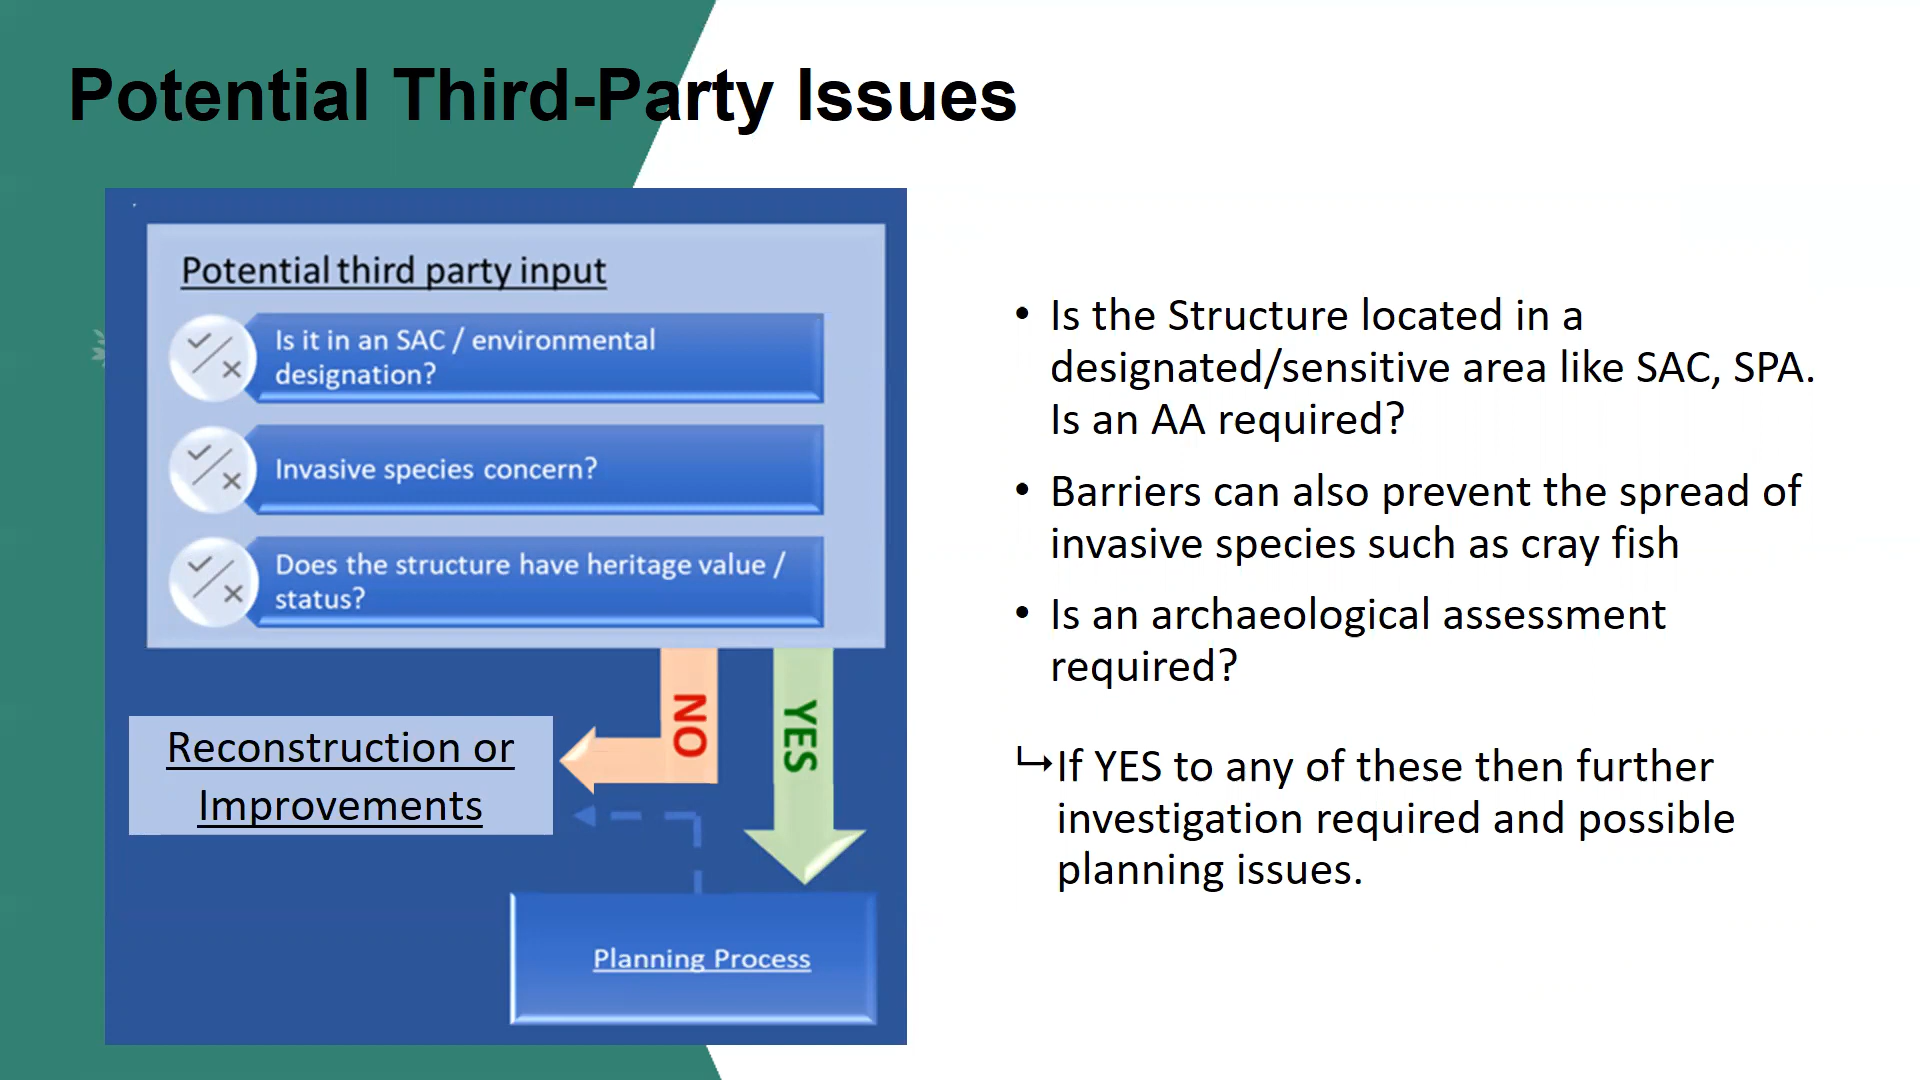 Potential Third-Party Issues
Potential third party input
Is it in an SAC / environmental
designation?
Invasive species concern?
Does the structure have heritage value /
status?
NO
YES
Reconstruction or
Improvements
Planning Process
• Is the Structure located in a
designated/sensitive area like SAC, SPA.
Is an AA required?
• Barriers can also prevent the spread of
invasive species such as cray fish
• Is an archaeological assessment
required?
↳If YES to any of these then further
investigation required and possible
planning issues.